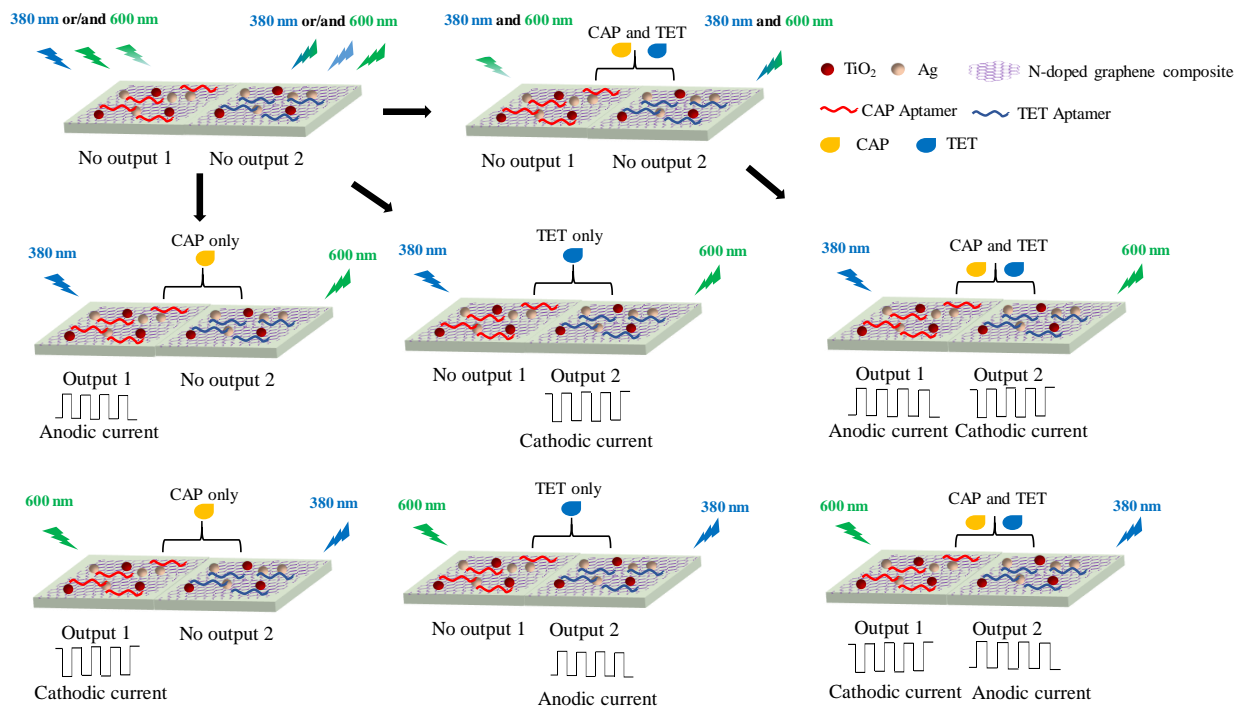 380 nm or/and 600 nm
380 nm or/and 600 nm
No output 1
No output 2
380 nm and 600 nm
CAP and TET
380 nm and 600 nm
No output 1
No output 2
TiO2
Ag
N-doped graphene composite
CAP Aptamer
TET Aptamer
CAP
TET
380 nm
CAP only
600 nm
Output 1
No output 2
Anodic current
380 nm
TET only
600 nm
No output 1
Output 2
Cathodic current
380 nm
CAP and TET
600 nm
Output 1
Output 2
Anodic current
Cathodic current
600 nm
CAP only
380 nm
Output 1
No output 2
Cathodic current
600 nm
TET only
380 nm
No output 1
Output 2
Anodic current
600 nm
CAP and TET
380 nm
Output 1
Output 2
Cathodic current
Anodic current